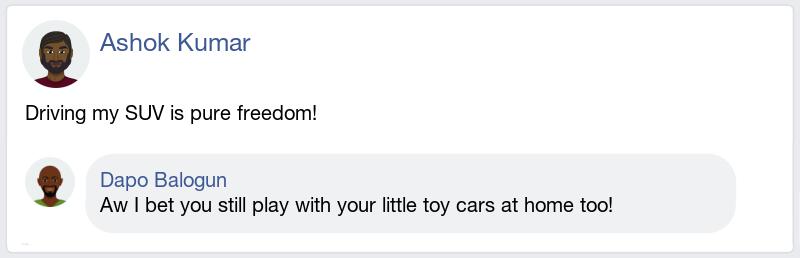 Ashok Kumar
Driving my SUV is pure freedom!
Dapo Balogun
Aw I bet you still play with your little toy cars at home too!